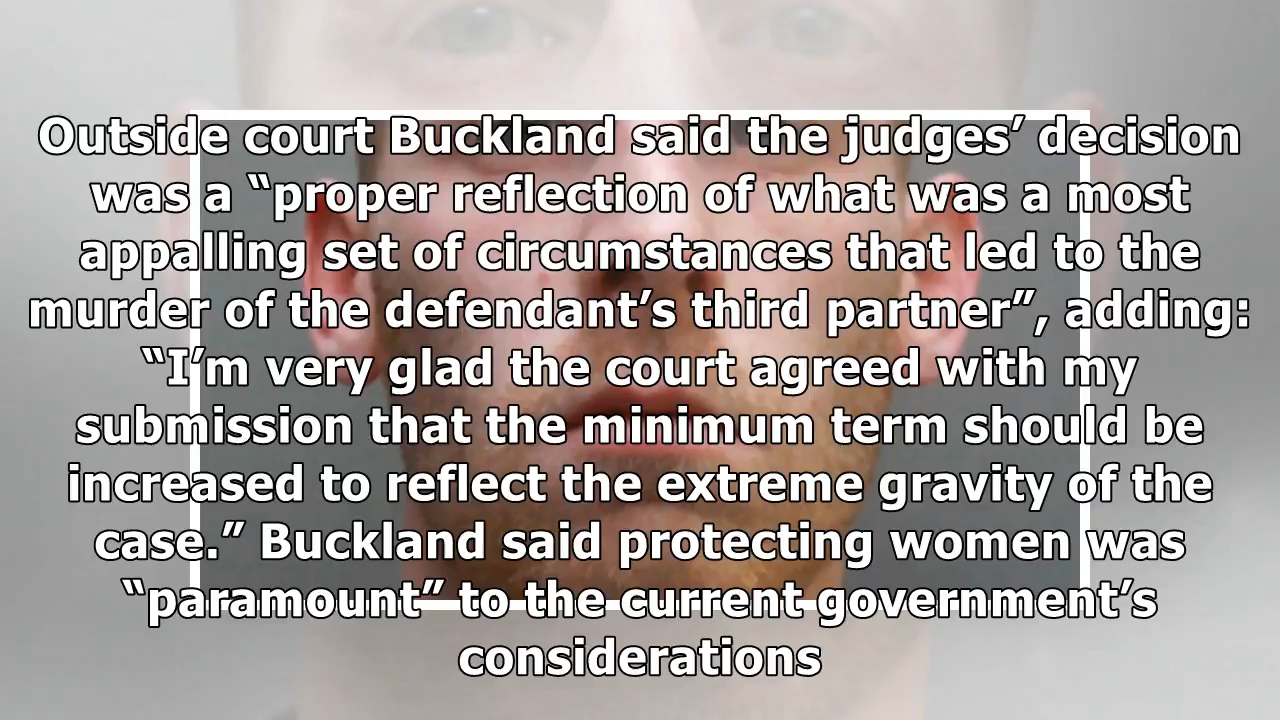 Outside court Buckland said the judges’ decision
was a “proper reflection of what was a most
appalling set of circumstances that led to the
murder of the defendant’s third partner”, adding:
“I’m very glad the court agreed with my
submission that the minimum term should be
increased to reflect the extreme gravity of the
case.” Buckland said protecting women was
“paramount” to the current government’s
considerations